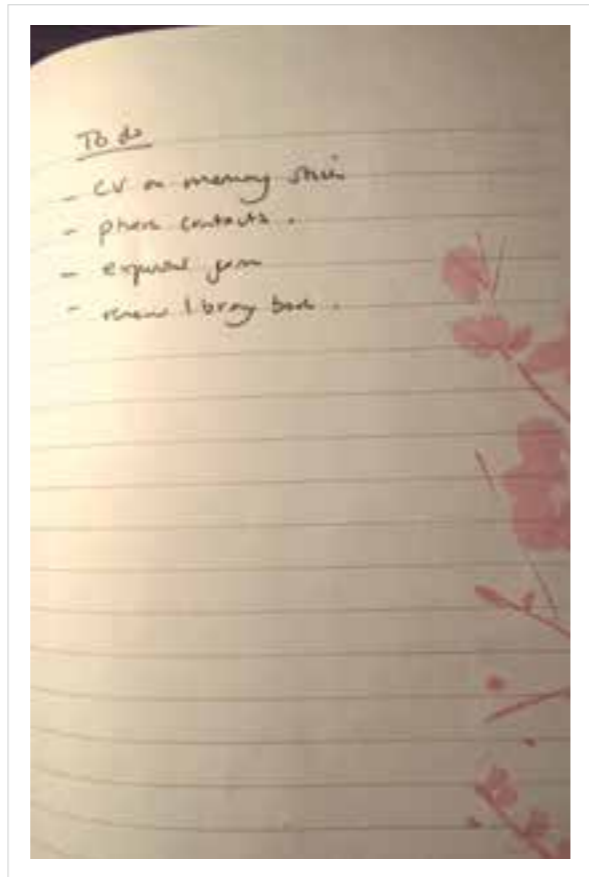 To do
- CV on memory stick
- phone contacts.
-
- renew library book.